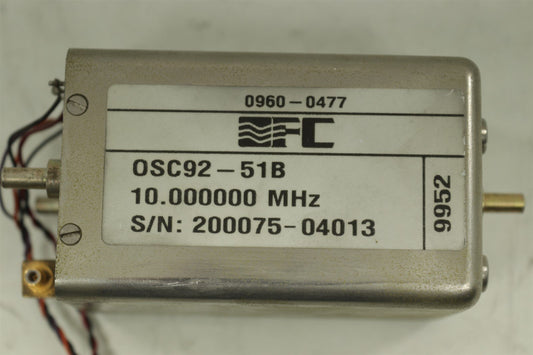 0960-0477
FC
OSC92-51B
10.000000 MHz
S/N: 200075-04013
9952